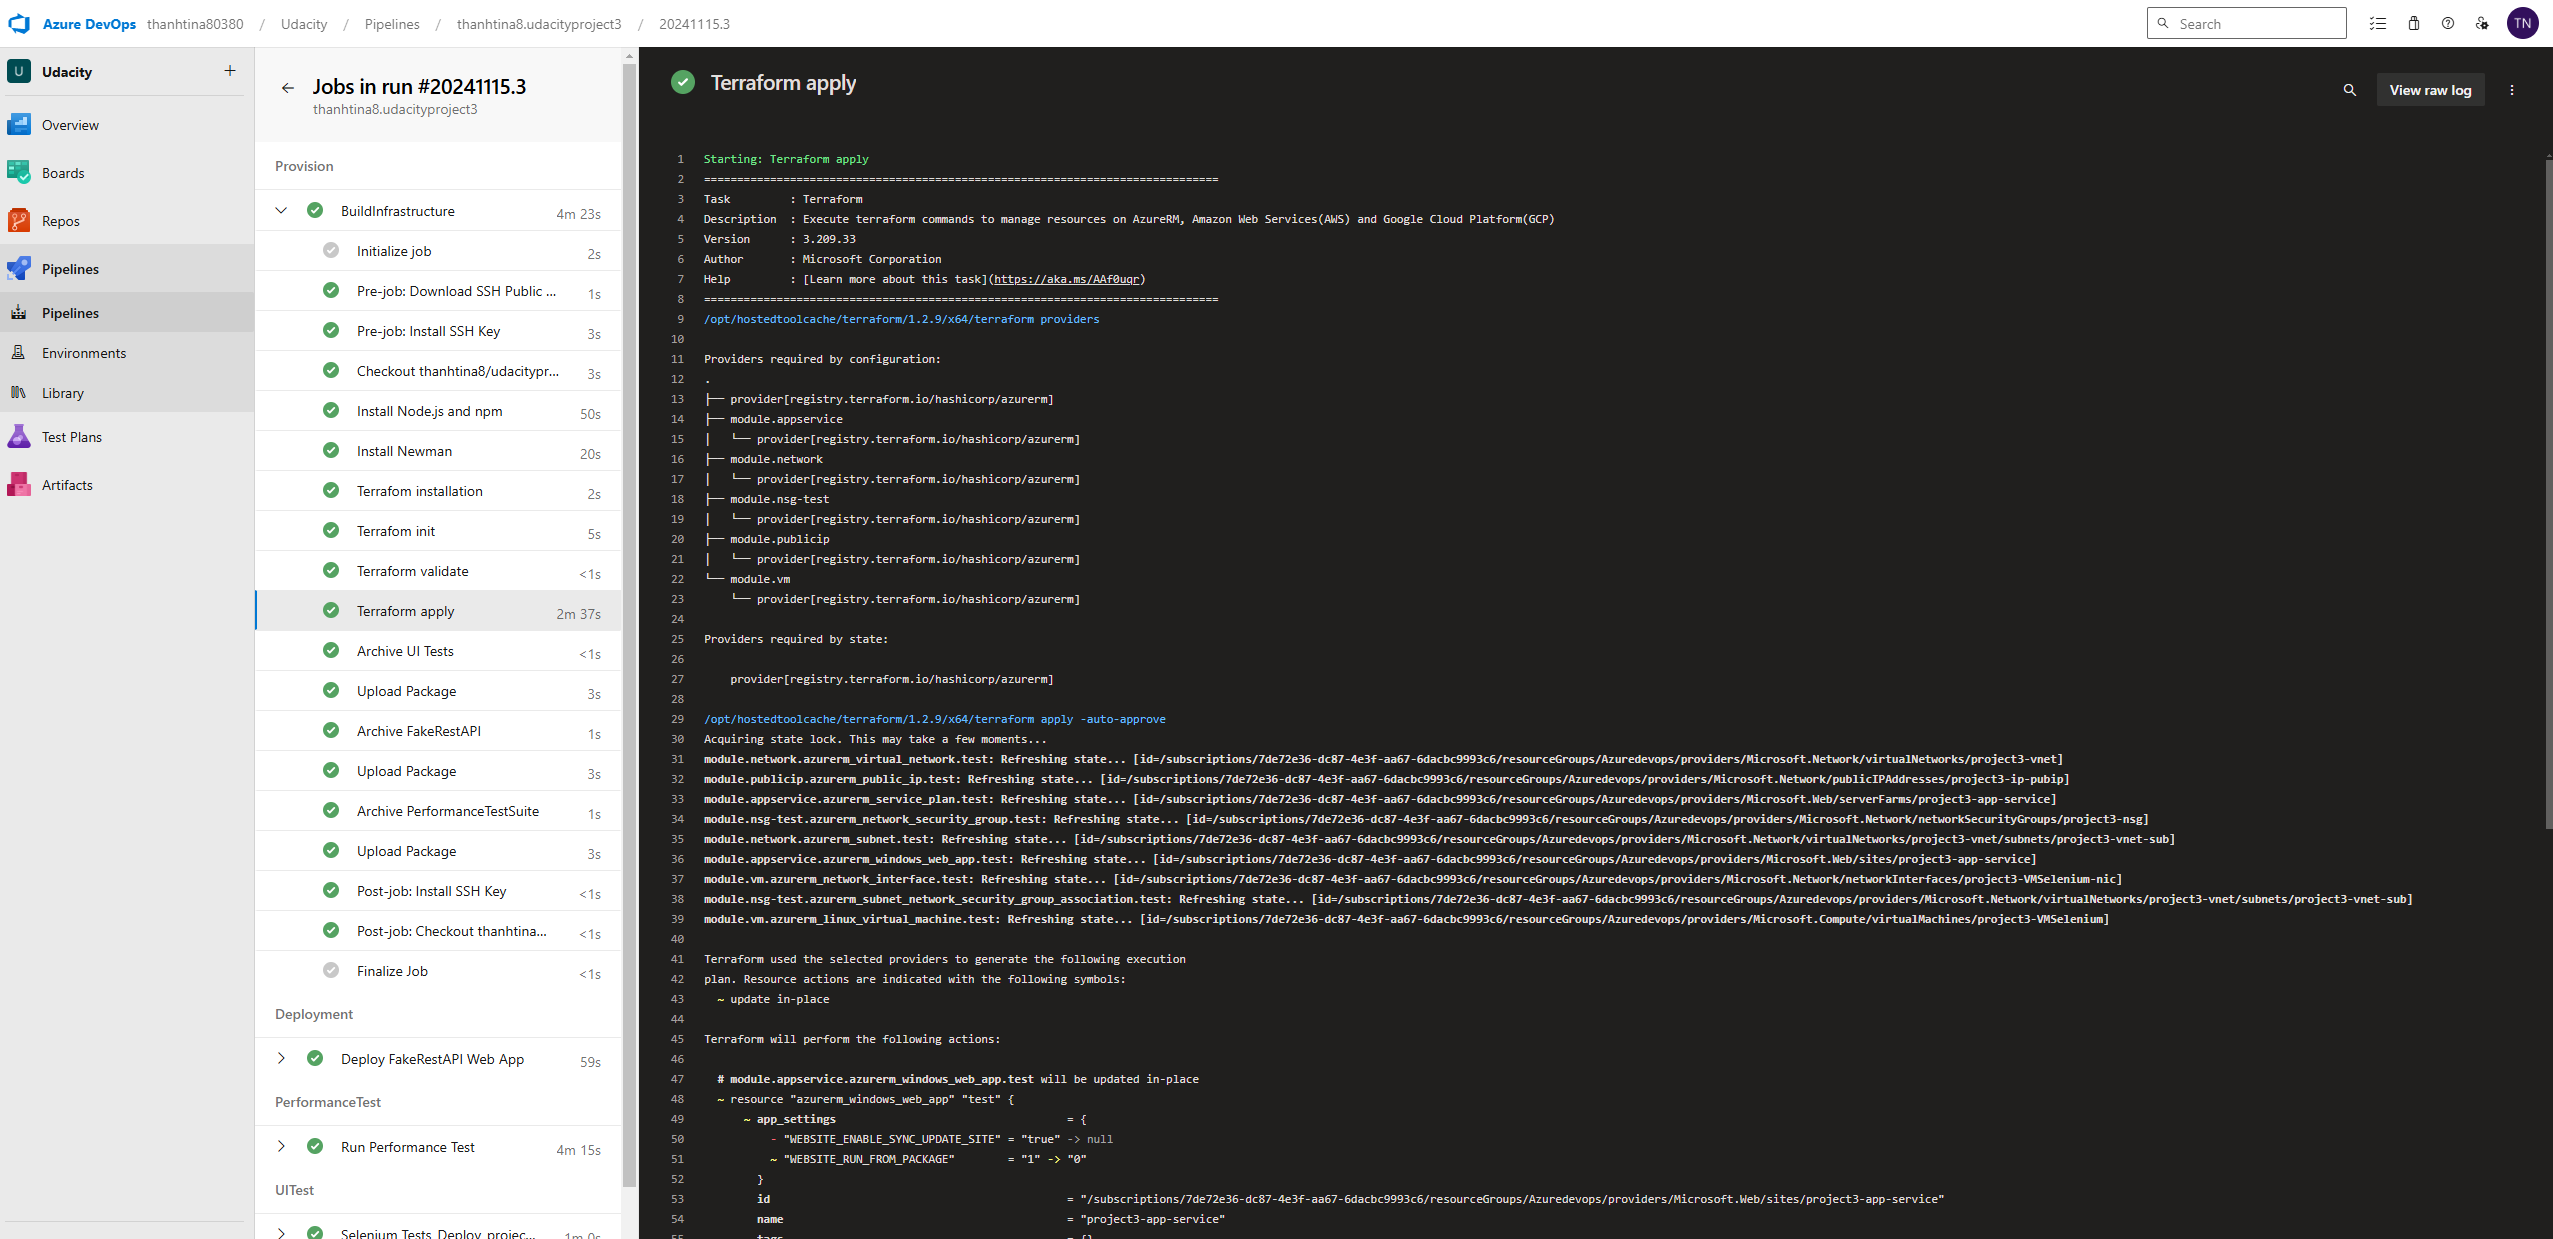 Azure DevOps thanhtina80380 / Udacity / Pipelines / thanhtina8.udacityproject3 / 20241115.3
Search
TN
U Udacity +
Overview
Boards
Repos
Pipelines
Pipelines
Environments
Library
Test Plans
Artifacts
Jobs in run #20241115.3
thanhtina8.udacityproject3
Provision
BuildInfrastructure 4m 23s
Initialize job 2s
Pre-job: Download SSH Public ... 1s
Pre-job: Install SSH Key 3s
Checkout thanhtina8/udacitypr... 3s
Install Node.js and npm 50s
Install Newman 20s
Terrafom installation 2s
Terrafom init 5s
Terraform validate <1s
Terraform apply 2m 37s
Archive UI Tests <1s
Upload Package 3s
Archive FakeRestAPI 1s
Upload Package 3s
Archive PerformanceTestSuite 1s
Upload Package 3s
Post-job: Install SSH Key <1s
Post-job: Checkout thanhtina... <1s
Finalize Job <1s
Deployment
Deploy FakeRestAPI Web App 59s
PerformanceTest
Run Performance Test 4m 15s
UITest
Selenium Tests_Deploy_projec... 1m 0s
Terraform apply
View raw log
1 Starting: Terraform apply
2 ==============================================================================
3 Task         : Terraform
4 Description  : Execute terraform commands to manage resources on AzureRM, Amazon Web Services(AWS) and Google Cloud Platform(GCP)
5 Version      : 3.209.33
6 Author       : Microsoft Corporation
7 Help         : [Learn more about this task](https://aka.ms/AAf0uqr)
8 ==============================================================================
9 /opt/hostedtoolcache/terraform/1.2.9/x64/terraform providers
10
11 Providers required by configuration:
12 .
13 ├── provider[registry.terraform.io/hashicorp/azurerm]
14 ├── module.appservice
15 │   └── provider[registry.terraform.io/hashicorp/azurerm]
16 ├── module.network
17 │   └── provider[registry.terraform.io/hashicorp/azurerm]
18 ├── module.nsg-test
19 │   └── provider[registry.terraform.io/hashicorp/azurerm]
20 ├── module.publicip
21 │   └── provider[registry.terraform.io/hashicorp/azurerm]
22 └── module.vm
23     └── provider[registry.terraform.io/hashicorp/azurerm]
24
25 Providers required by state:
26
27     provider[registry.terraform.io/hashicorp/azurerm]
28
29 /opt/hostedtoolcache/terraform/1.2.9/x64/terraform apply -auto-approve
30 Acquiring state lock. This may take a few moments...
31 module.network.azurerm_virtual_network.test: Refreshing state... [id=/subscriptions/7de72e36-dc87-4e3f-aa67-6dacbc9993c6/resourceGroups/Azuredevops/providers/Microsoft.Network/virtualNetworks/project3-vnet]
32 module.publicip.azurerm_public_ip.test: Refreshing state... [id=/subscriptions/7de72e36-dc87-4e3f-aa67-6dacbc9993c6/resourceGroups/Azuredevops/providers/Microsoft.Network/publicIPAddresses/project3-ip-pubip]
33 module.appservice.azurerm_service_plan.test: Refreshing state... [id=/subscriptions/7de72e36-dc87-4e3f-aa67-6dacbc9993c6/resourceGroups/Azuredevops/providers/Microsoft.Web/serverFarms/project3-app-service]
34 module.nsg-test.azurerm_network_security_group.test: Refreshing state... [id=/subscriptions/7de72e36-dc87-4e3f-aa67-6dacbc9993c6/resourceGroups/Azuredevops/providers/Microsoft.Network/networkSecurityGroups/project3-nsg]
35 module.network.azurerm_subnet.test: Refreshing state... [id=/subscriptions/7de72e36-dc87-4e3f-aa67-6dacbc9993c6/resourceGroups/Azuredevops/providers/Microsoft.Network/virtualNetworks/project3-vnet/subnets/project3-vnet-sub]
36 module.appservice.azurerm_windows_web_app.test: Refreshing state... [id=/subscriptions/7de72e36-dc87-4e3f-aa67-6dacbc9993c6/resourceGroups/Azuredevops/providers/Microsoft.Web/sites/project3-app-service]
37 module.vm.azurerm_network_interface.test: Refreshing state... [id=/subscriptions/7de72e36-dc87-4e3f-aa67-6dacbc9993c6/resourceGroups/Azuredevops/providers/Microsoft.Network/networkInterfaces/project3-VMSelenium-nic]
38 module.nsg-test.azurerm_subnet_network_security_group_association.test: Refreshing state... [id=/subscriptions/7de72e36-dc87-4e3f-aa67-6dacbc9993c6/resourceGroups/Azuredevops/providers/Microsoft.Network/virtualNetworks/project3-vnet/subnets/project3-vnet-sub]
39 module.vm.azurerm_linux_virtual_machine.test: Refreshing state... [id=/subscriptions/7de72e36-dc87-4e3f-aa67-6dacbc9993c6/resourceGroups/Azuredevops/providers/Microsoft.Compute/virtualMachines/project3-VMSelenium]
40
41 Terraform used the selected providers to generate the following execution
42 plan. Resource actions are indicated with the following symbols:
43   ~ update in-place
44
45 Terraform will perform the following actions:
46
47   # module.appservice.azurerm_windows_web_app.test will be updated in-place
48   ~ resource "azurerm_windows_web_app" "test" {
49       ~ app_settings                                   = {
50           - "WEBSITE_ENABLE_SYNC_UPDATE_SITE" = "true" -> null
51           ~ "WEBSITE_RUN_FROM_PACKAGE"        = "1" -> "0"
52         }
53         id                                             = "/subscriptions/7de72e36-dc87-4e3f-aa67-6dacbc9993c6/resourceGroups/Azuredevops/providers/Microsoft.Web/sites/project3-app-service"
54         name                                           = "project3-app-service"
55         tags                                           = {}